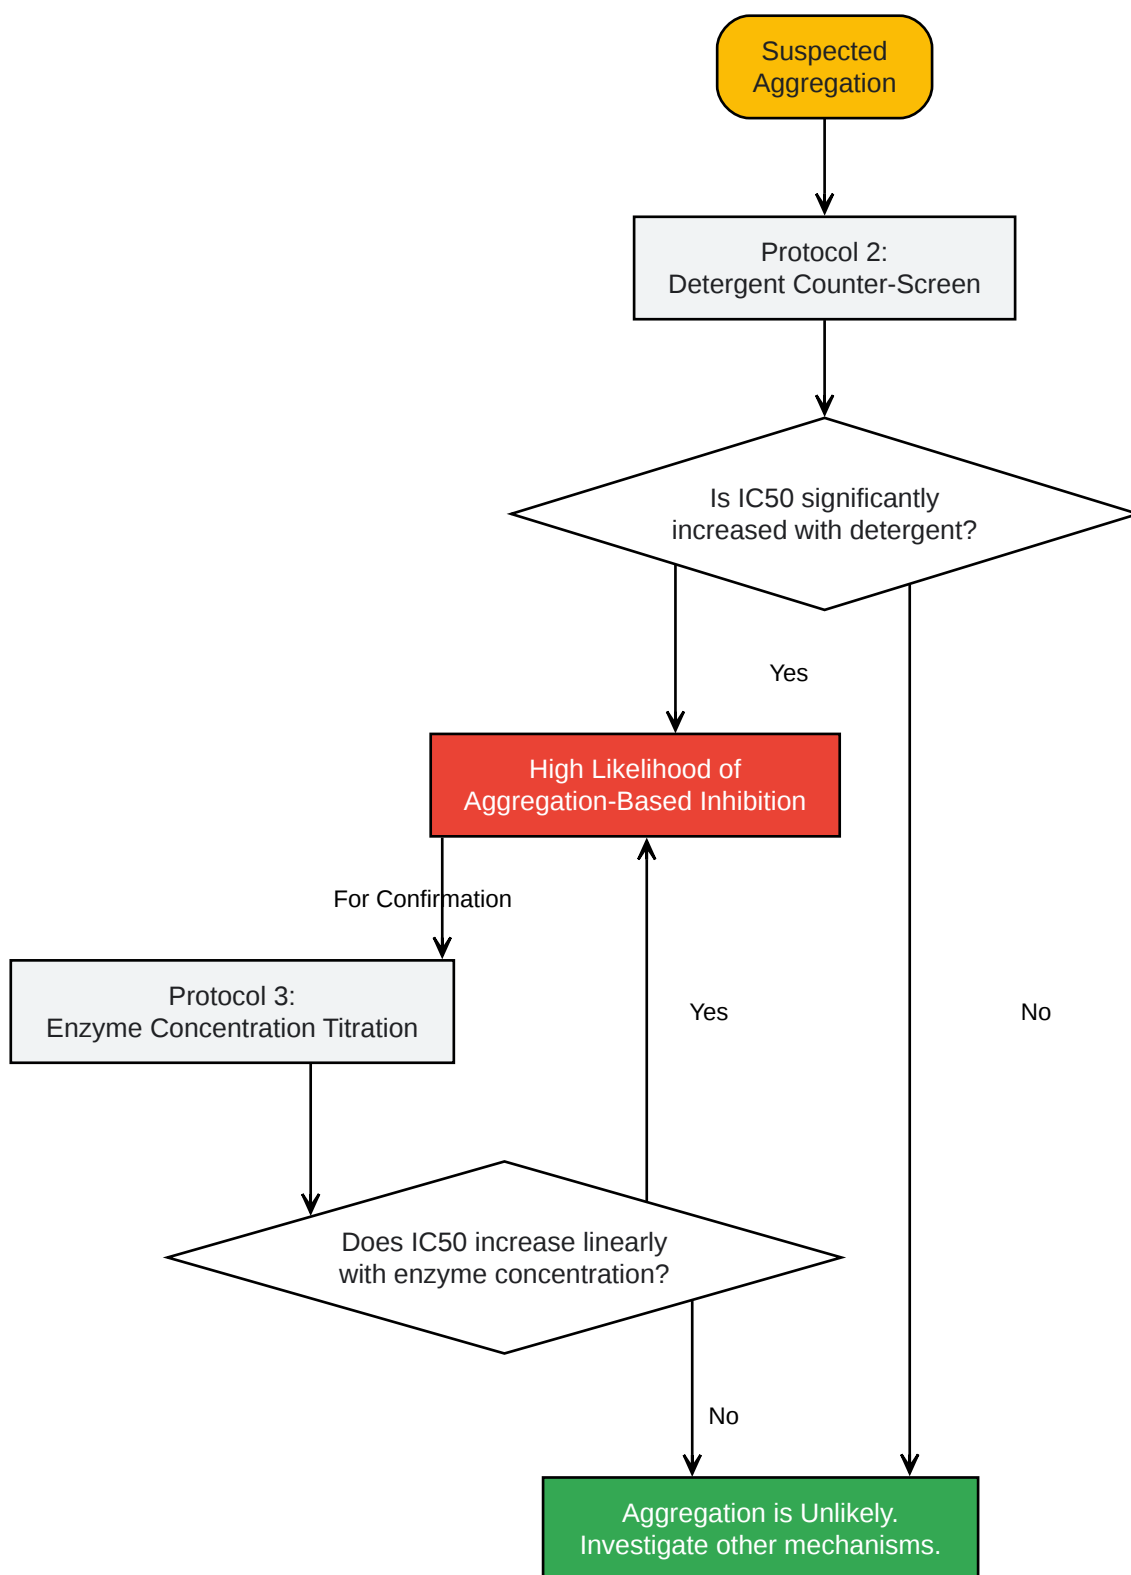 Suspected
Aggregation
Protocol 2:
Detergent Counter-Screen
Is IC50 significantly
increased with detergent?
Yes
High Likelihood of
Aggregation-Based Inhibition
For Confirmation
Protocol 3:
Enzyme Concentration Titration
Yes
No
Does IC50 increase linearly
with enzyme concentration?
No
Aggregation is Unlikely.
Investigate other mechanisms.